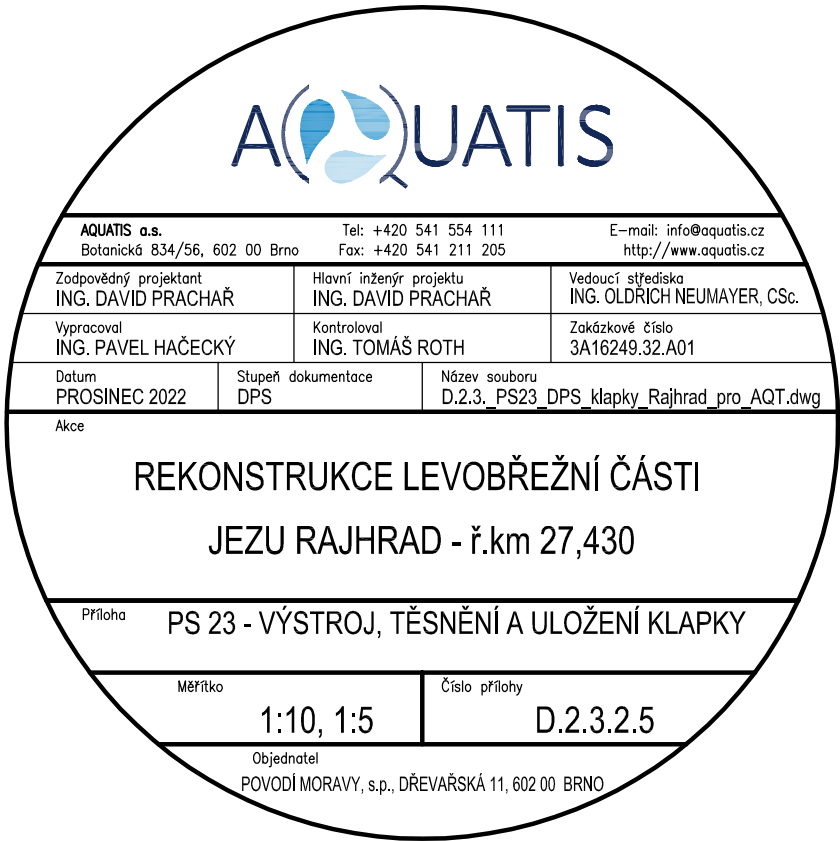 AQUATIS
AQUATIS a.s. Tel: +420 541 554 111 E-mail: info@aquatis.cz
Botanická 834/56, 602 00 Brno Fax: +420 541 211 205 http://www.aquatis.cz
Zodpovědný projektant Hlavní inženýr projektu Vedoucí střediska
ING. DAVID PRACHAŘ ING. DAVID PRACHAŘ ING. OLDŘICH NEUMAYER, CSc.
Vypracoval Kontroloval Zakázkové číslo
ING. PAVEL HAČECKÝ ING. TOMÁŠ ROTH 3A16249.32.A01
Datum Stupeň dokumentace Název souboru
PROSINEC 2022 DPS D.2.3._PS23_DPS_klapky_Rajhrad_pro_AQT.dwg
Akce
REKONSTRUKCE LEVOBŘEŽNÍ ČÁSTI
JEZU RAJHRAD - ř.km 27,430
Příloha PS 23 - VÝSTROJ, TĚSNĚNÍ A ULOŽENÍ KLAPKY
Měřítko Číslo přílohy
1:10, 1:5 D.2.3.2.5
Objednatel
POVODÍ MORAVY, s.p., DŘEVAŘSKÁ 11, 602 00 BRNO